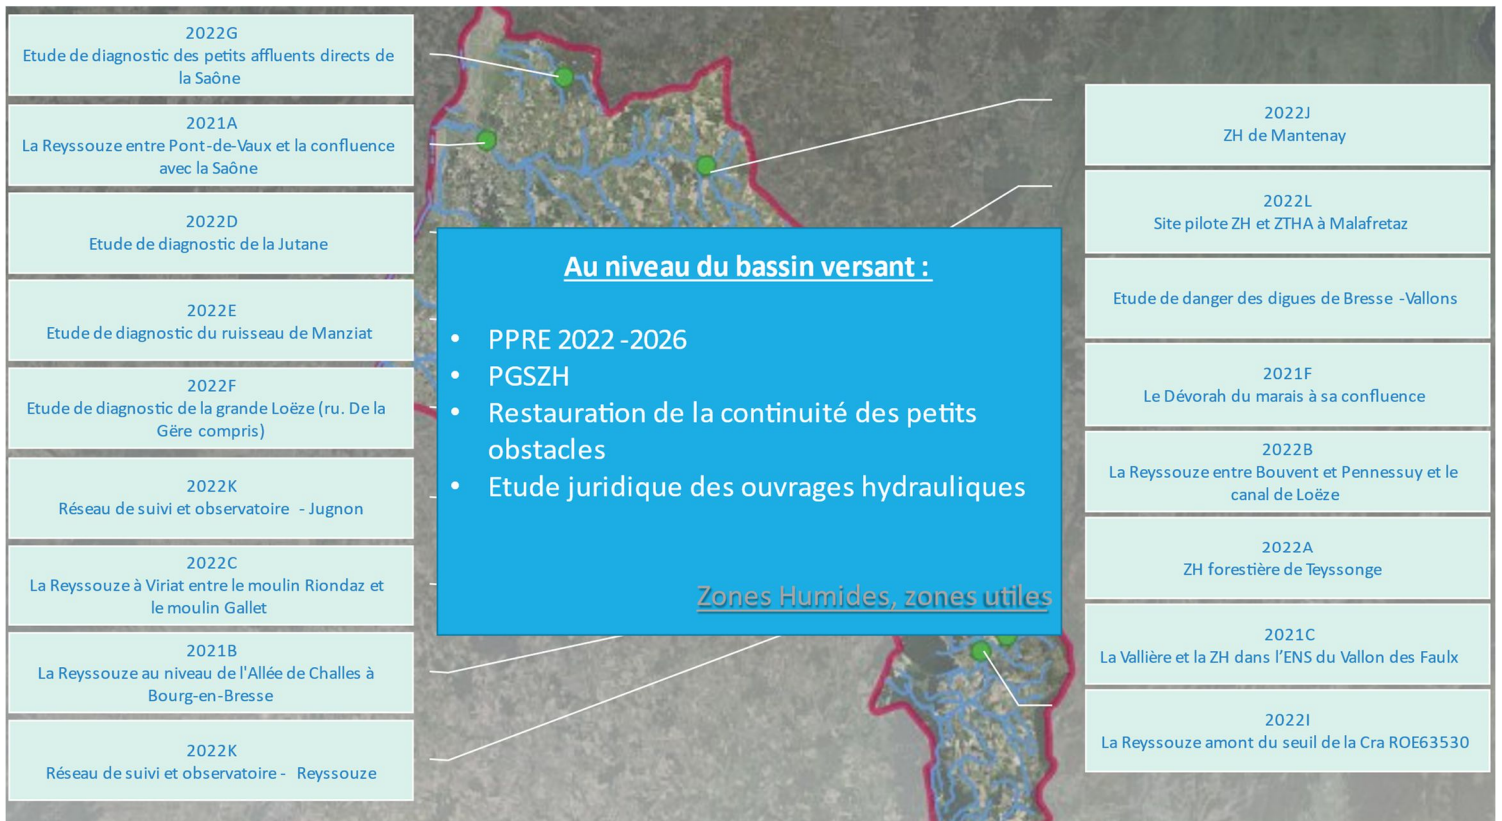 2022G
Etude de diagnostic des petits affluents directs de
la Saône
2021A
La Reyssouze entre Pont-de-Vaux et la confluence
avec la Saône
2022D
Etude de diagnostic de la Jutane
2022E
Etude de diagnostic du ruisseau de Manziat
2022F
Etude de diagnostic de la grande Loëze (ru. De la
Gère compris)
2022K
Réseau de suivi et observatoire - Jugnon
2022C
La Reyssouze à Viriat entre le moulin Riondaz et
le moulin Gallet
2021B
La Reyssouze au niveau de l'Allée de Challes à
Bourg-en-Bresse
2022K
Réseau de suivi et observatoire - Reyssouze
Au niveau du bassin versant :
• PPRE 2022 -2026
• PGSZH
• Restauration de la continuité des petits
obstacles
• Etude juridique des ouvrages hydrauliques
Zones Humides, zones utiles
2022J
ZH de Mantenay
2022L
Site pilote ZH et ZTHA à Malafretaz
Etude de danger des digues de Bresse -Vallons
2021F
Le Dévorah du marais à sa confluence
2022B
La Reyssouze entre Bouvent et Pennessuy et le
canal de Loëze
2022A
ZH forestière de Teyssonge
2021C
La Vallière et la ZH dans l’ENS du Vallon des Faulx
2022I
La Reyssouze amont du seuil de la Cra ROE63530